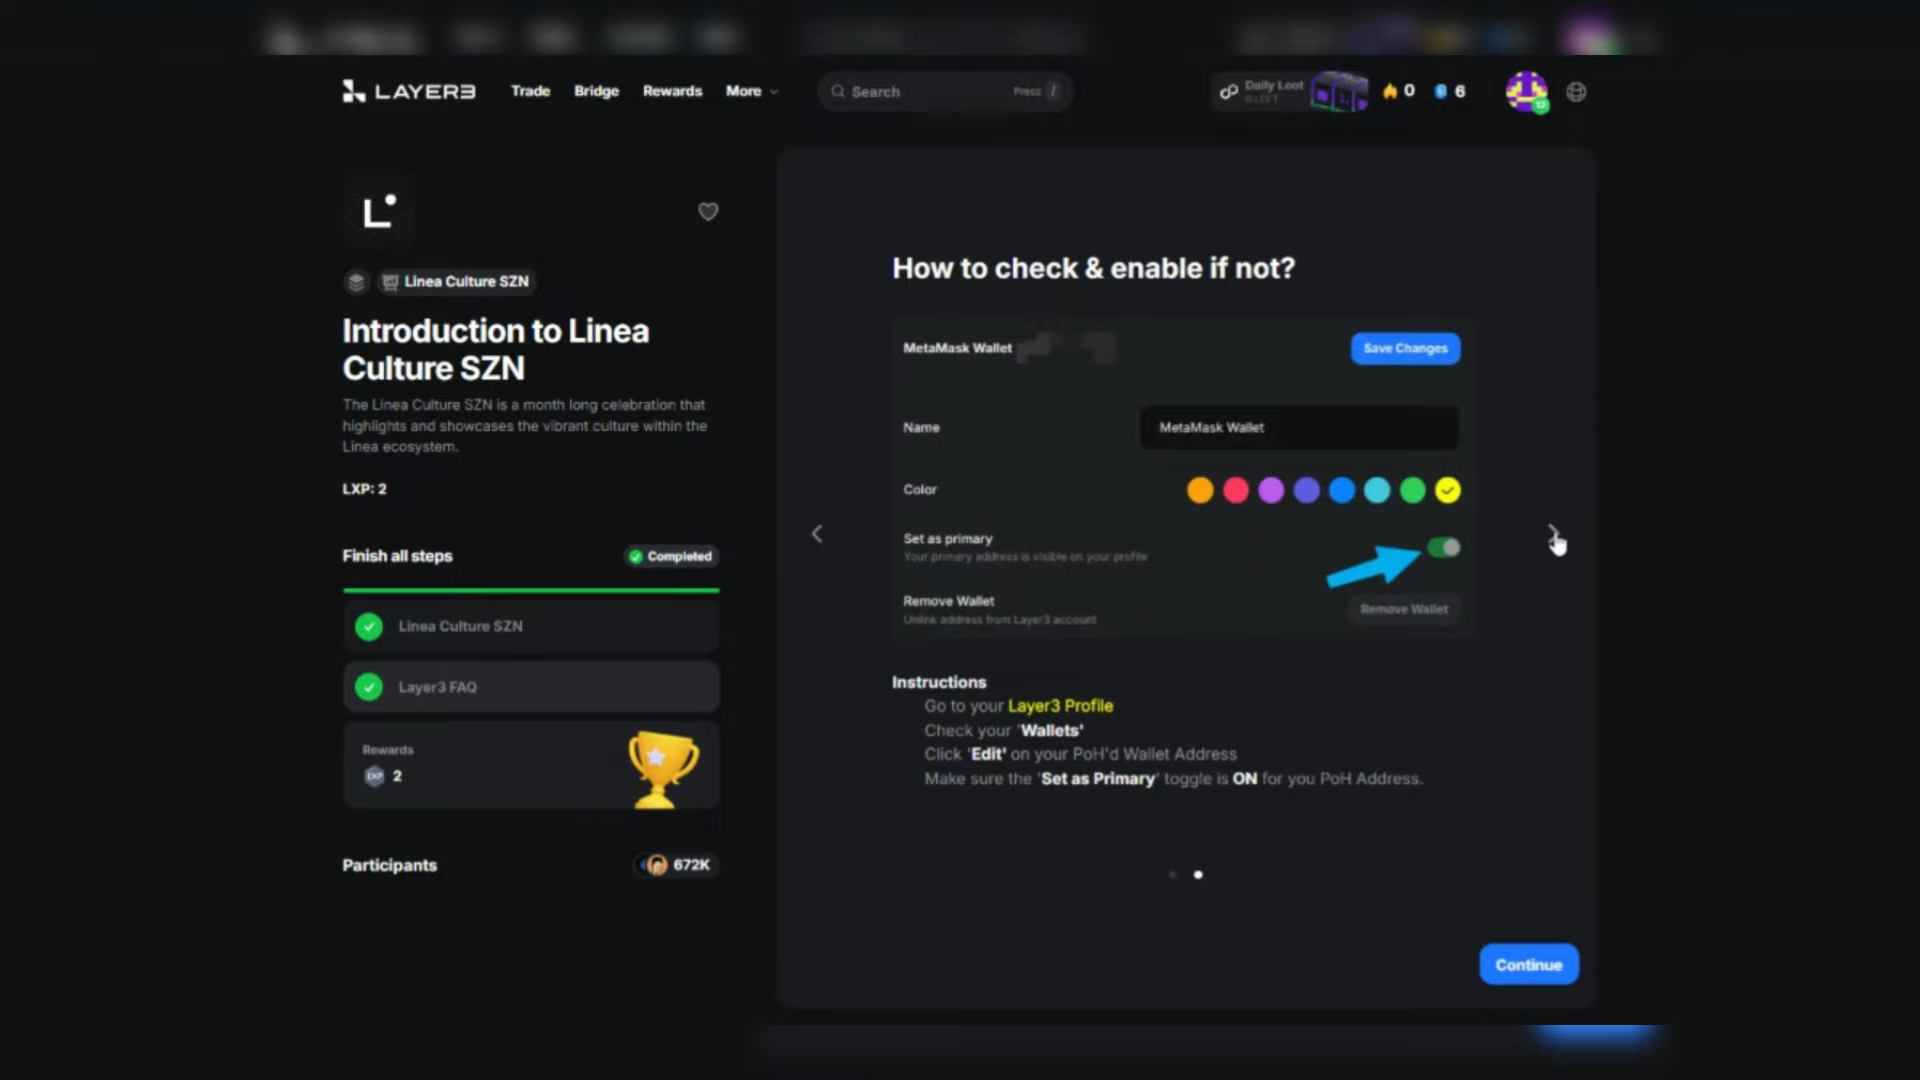 LAYER3
Trade
Bridge
Rewards
More
Search
Press /
Daily Loot
0
6
Linea Culture SZN
Introduction to Linea
Culture SZN
The Linea Culture SZN is a month long celebration that
highlights and showcases the vibrant culture within the
Linea ecosystem.
LXP: 2
Finish all steps
Completed
Linea Culture SZN
Layer3 FAQ
Rewards
2
Participants
672K
How to check & enable if not?
MetaMask Wallet
Save Changes
Name
MetaMask Wallet
Color
Set as primary
Your primary address is visible on your profile
Remove Wallet
Unlink address from Layer3 account
Remove Wallet
Instructions
Go to your Layer3 Profile
Check your 'Wallets'
Click 'Edit' on your PoH'd Wallet Address
Make sure the 'Set as Primary' toggle is ON for you PoH Address.
Continue